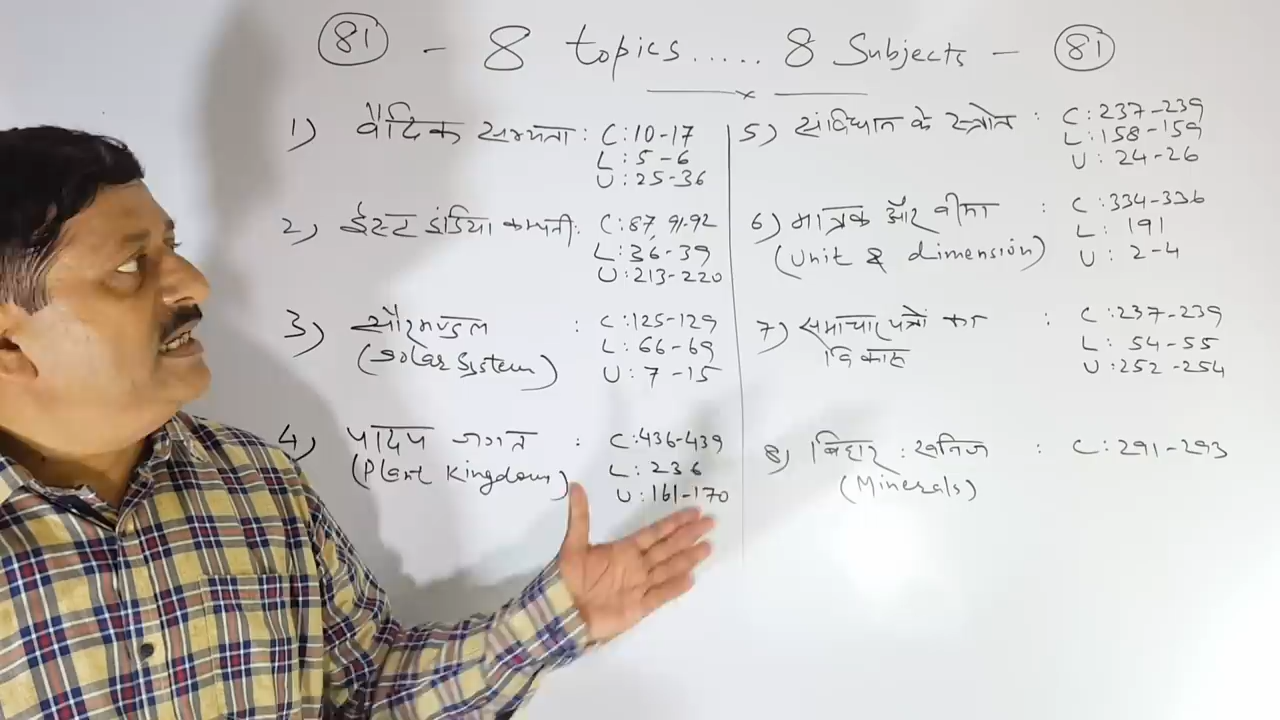 81 - 8 Topics..... 8 Subjects - 81
1) वैदिक सभ्यता : C:10-17
L:5-6
U:25-36
2) ईस्ट इंडिया कम्पनी: C:87, 91-92
L:36-39
U:213-220
3) सौरमण्डल : C:125-129
(Solar System) L:66-69
U:7-15
4) पादप जगत : C:436-439
(Plant Kingdom) L:236
U:161-170
5) संविधान के स्त्रोत : C:237-239
L:158-159
U:24-26
6) मात्रक और वीमा : C:334-336
(Unit & dimension) L:191
U:2-4
7) समाचार पत्रों का : C:237-239
विकास L:54-55
U:252-254
8) बिहार : खनिज : C:291-293
(Minerals)